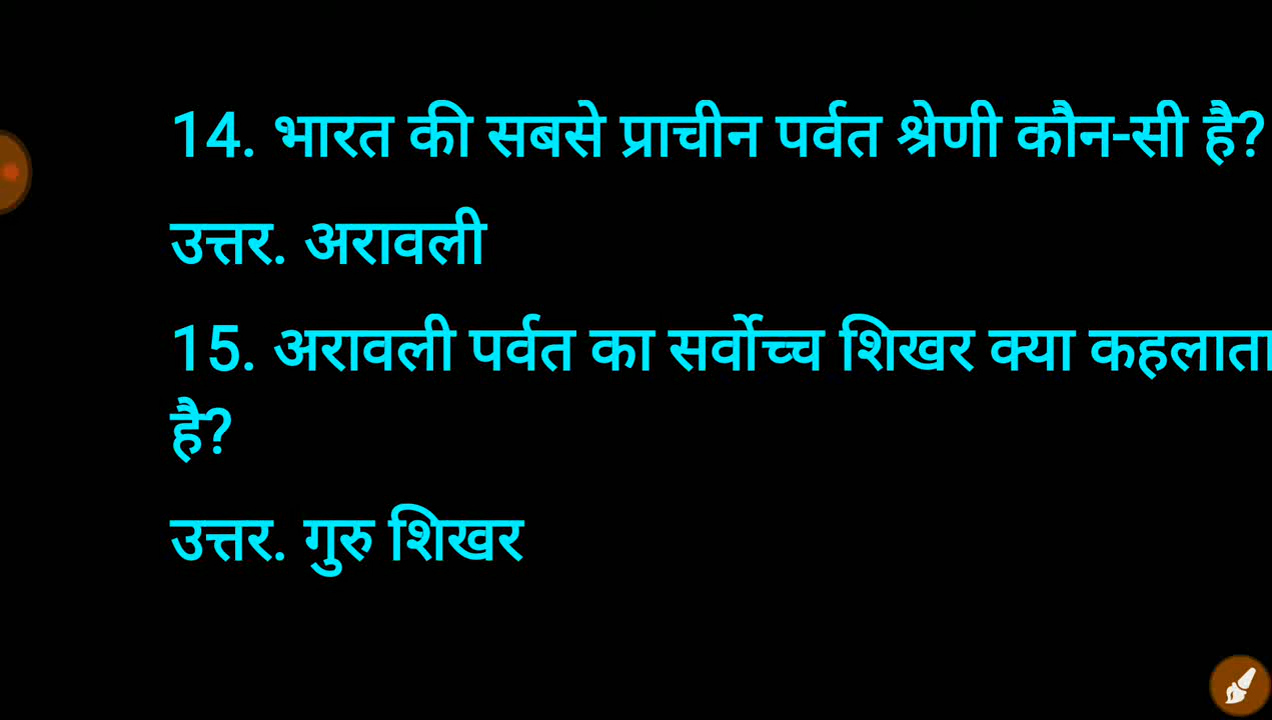 14. भारत की सबसे प्राचीन पर्वत श्रेणी कौन-सी है?
उत्तर. अरावली
15. अरावली पर्वत का सर्वोच्च शिखर क्या कहलाता
है?
उत्तर. गुरु शिखर